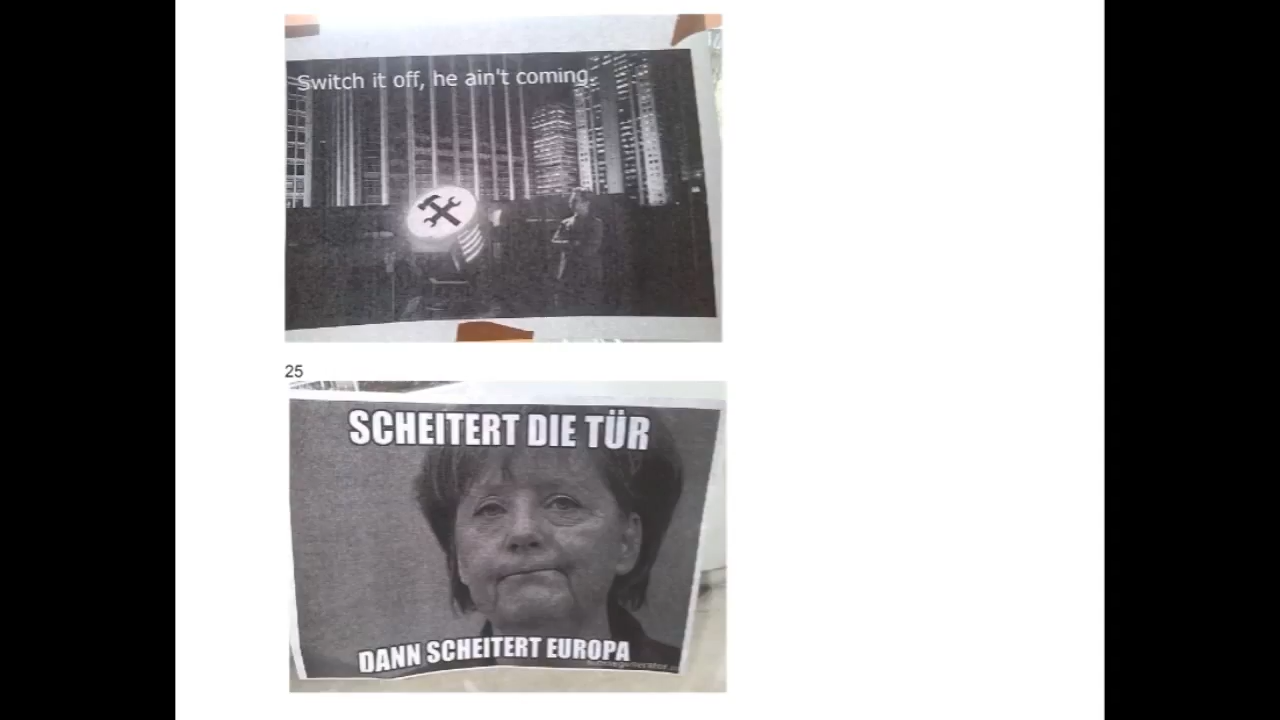 Switch it off, he ain't coming.
25
SCHEITERT DIE TÜR
DANN SCHEITERT EUROPA